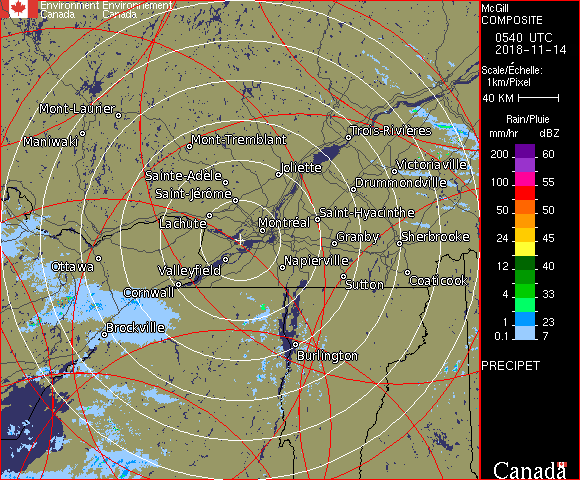 Environment Environnement
Canada Canada
McGill
COMPOSITE
0540 UTC
2018-11-14
Scale/Échelle:
1km/Pixel
40 KM
Rain/Pluie
mm/hr dBZ
200 60
100 55
50 50
24 45
12 40
4 33
1 23
0.1 7
PRECIPET
Canada
Mont-Laurier
Maniwaki
Mont-Tremblant
Trois-Rivières
Joliette
Victoriaville
Sainte-Adèle
Drummondville
Saint-Jérôme
Lachute
Saint-Hyacinthe
Montréal
Granby
Sherbrooke
Ottawa
Napierville
Valleyfield
Coaticook
Sutton
Cornwall
Brockville
Burlington